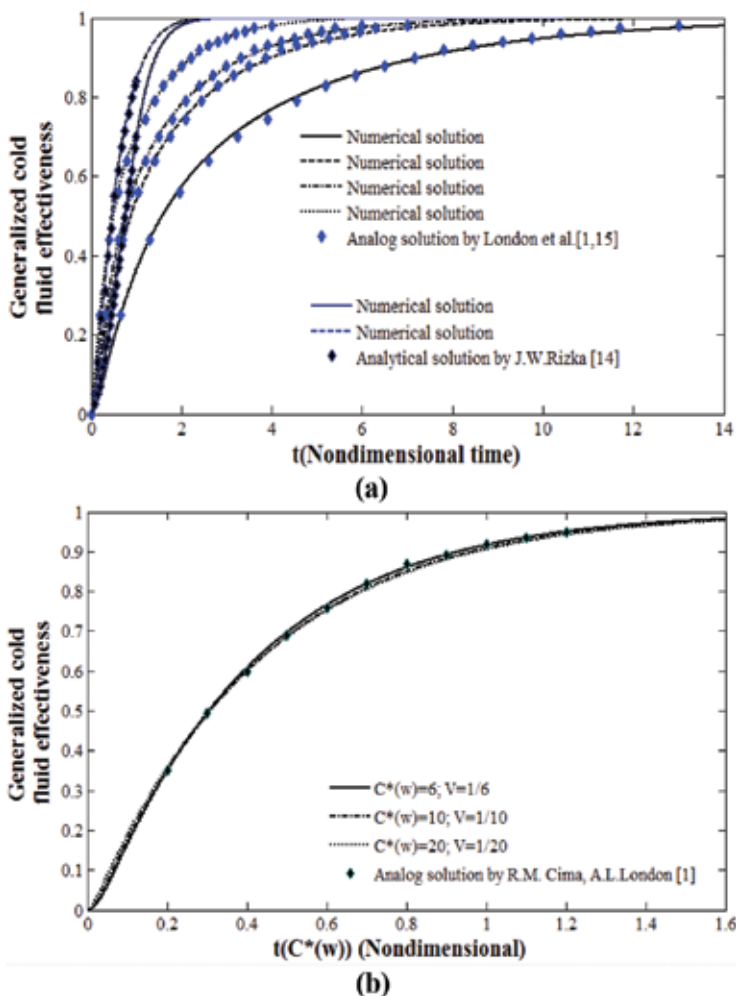 1
0.8
0.6
0.4
0.2
0
Generalized cold
fluid effectiveness
Numerical solution
Numerical solution
Numerical solution
Numerical solution
Analog solution by London et al.[1,15]
Numerical solution
Numerical solution
Analytical solution by J.W.Rizka [14]
0 2 4 6 8 10 12 14
t(Nondimensional time)
(a)
1
0.9
0.8
0.7
0.6
0.5
0.4
0.3
0.2
0.1
0
Generalized cold
fluid effectiveness
C*(w)=6; V=1/6
C*(w)=10; V=1/10
C*(w)=20; V=1/20
Analog solution by R.M. Cima, A.L.London [1]
0 0.2 0.4 0.6 0.8 1 1.2 1.4 1.6
t(C*(w)) (Nondimensional)
(b)